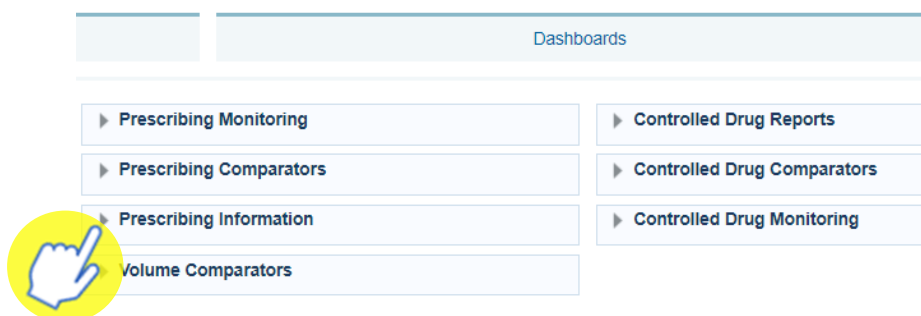 Dashboards
Prescribing Monitoring
Prescribing Comparators
Prescribing Information
Volume Comparators
Controlled Drug Reports
Controlled Drug Comparators
Controlled Drug Monitoring